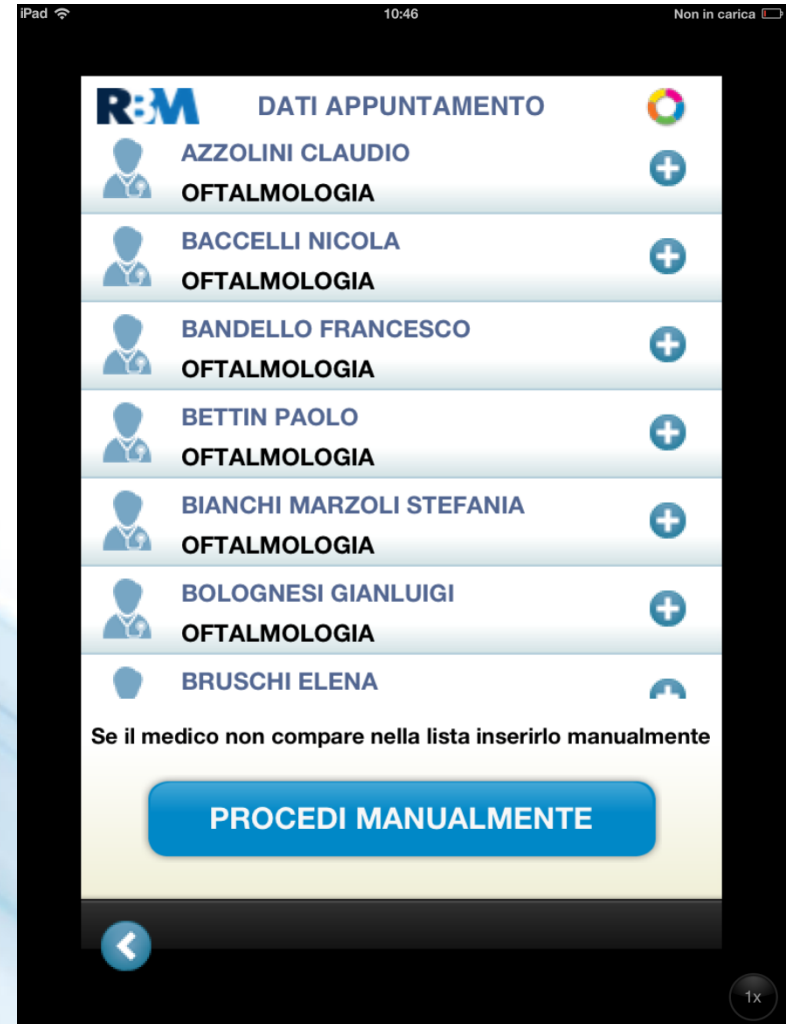 iPad 10:46 Non in carica
RBM DATI APPUNTAMENTO
AZZOLINI CLAUDIO
OFTALMOLOGIA
BACCELLI NICOLA
OFTALMOLOGIA
BANDELLO FRANCESCO
OFTALMOLOGIA
BETTIN PAOLO
OFTALMOLOGIA
BIANCHI MARZOLI STEFANIA
OFTALMOLOGIA
BOLOGNESI GIANLUIGI
OFTALMOLOGIA
BRUSCHI ELENA
Se il medico non compare nella lista inserirlo manualmente
PROCEDI MANUALMENTE
1x